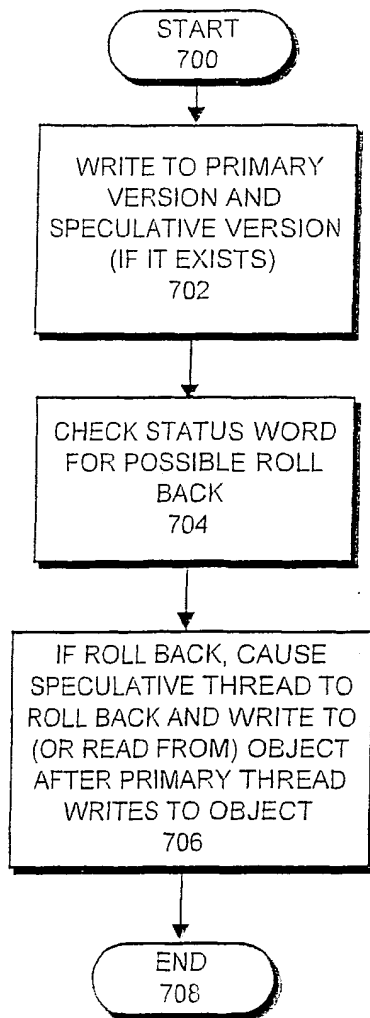 START
700
WRITE TO PRIMARY
VERSION AND
SPECULATIVE VERSION
(IF IT EXISTS)
702
CHECK STATUS WORD
FOR POSSIBLE ROLL
BACK
704
IF ROLL BACK, CAUSE
SPECULATIVE THREAD TO
ROLL BACK AND WRITE TO
(OR READ FROM) OBJECT
AFTER PRIMARY THREAD
WRITES TO OBJECT
706
END
708